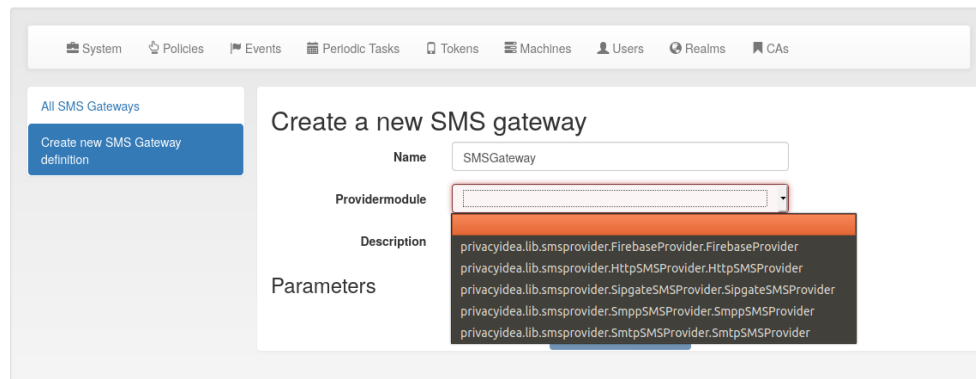 System Policies Events Periodic Tasks Tokens Machines Users Realms CAs
All SMS Gateways
Create new SMS Gateway
definition
Create a new SMS gateway
Name SMSGateway
Providermodule
Description
privacyidea.lib.smsprovider.FirebaseProvider.FirebaseProvider
privacyidea.lib.smsprovider.HttpSMSProvider.HttpSMSProvider
privacyidea.lib.smsprovider.SipgateSMSProvider.SipgateSMSProvider
privacyidea.lib.smsprovider.SmppSMSProvider.SmppSMSProvider
privacyidea.lib.smsprovider.SmtpSMSProvider.SmtpSMSProvider
Parameters